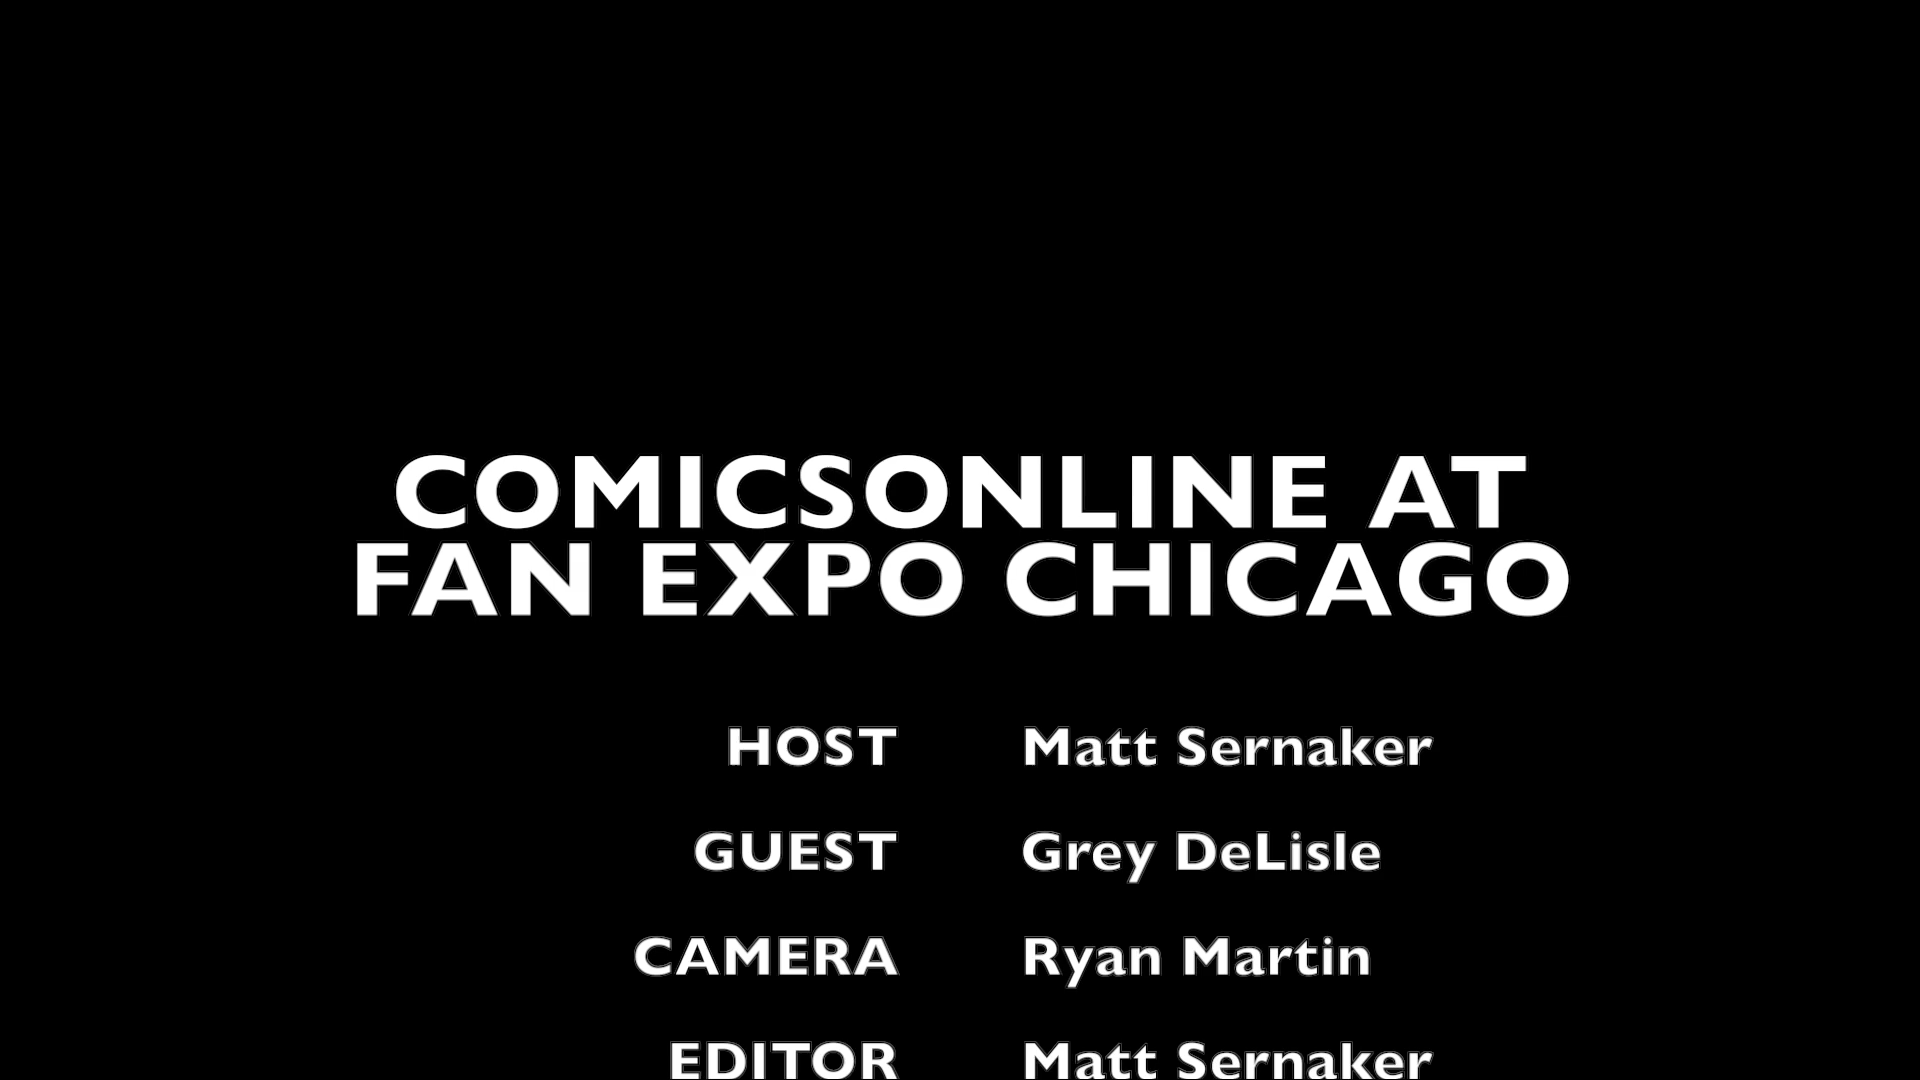 COMICSONLINE AT
FAN EXPO CHICAGO
HOST Matt Sernaker
GUEST Grey DeLisle
CAMERA Ryan Martin
EDITOR Matt Sernaker